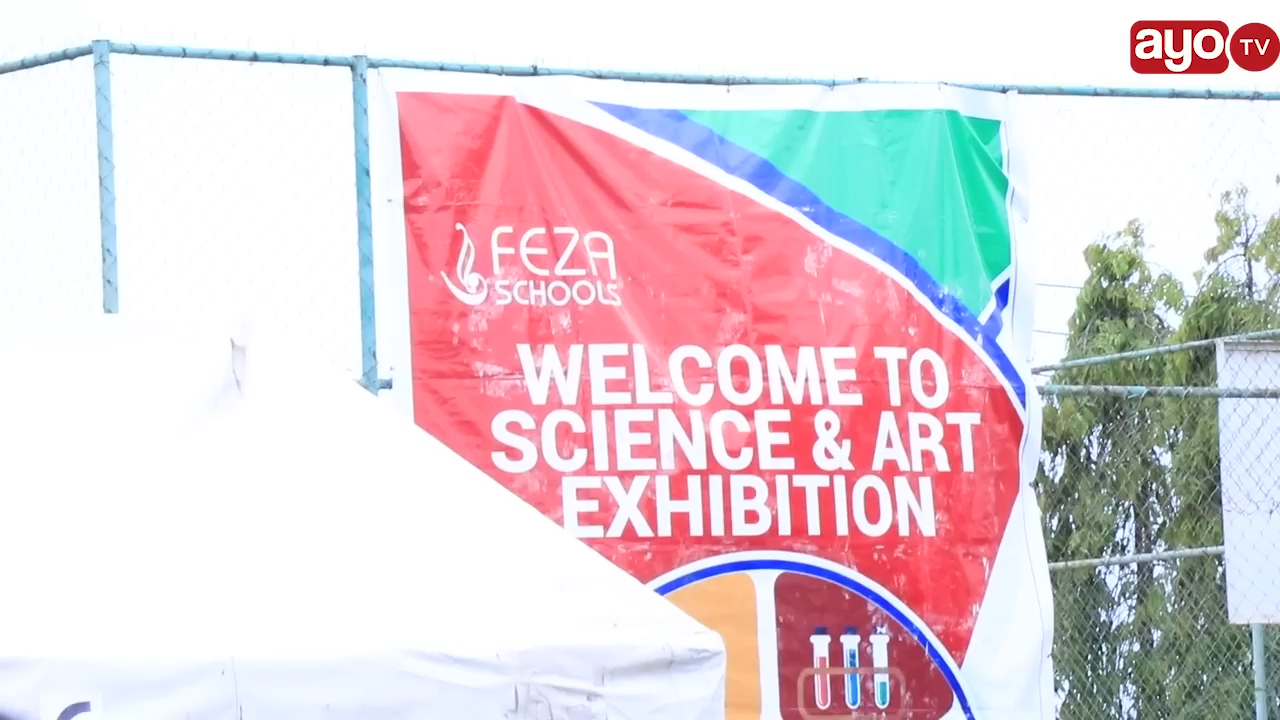 ayo TV
FEZA
SCHOOLS
WELCOME TO
SCIENCE & ART
EXHIBITION